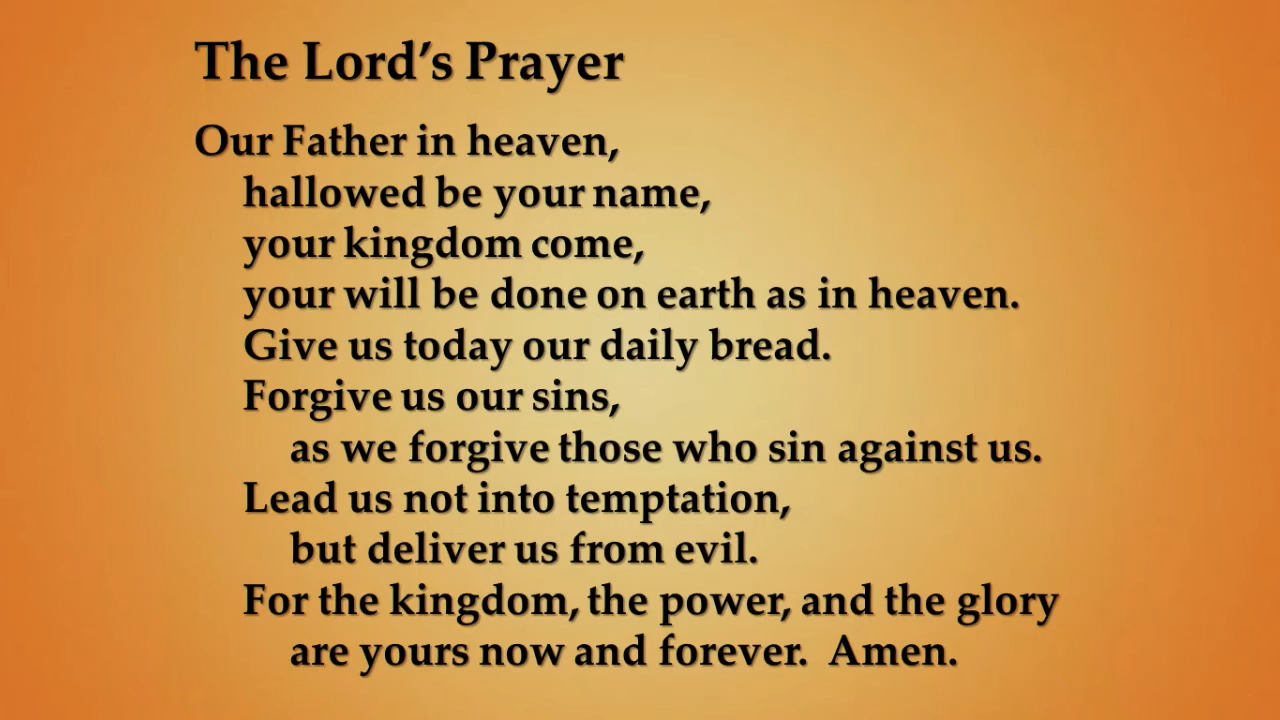 The Lord’s Prayer
Our Father in heaven,
hallowed be your name,
your kingdom come,
your will be done on earth as in heaven.
Give us today our daily bread.
Forgive us our sins,
as we forgive those who sin against us.
Lead us not into temptation,
but deliver us from evil.
For the kingdom, the power, and the glory
are yours now and forever.  Amen.